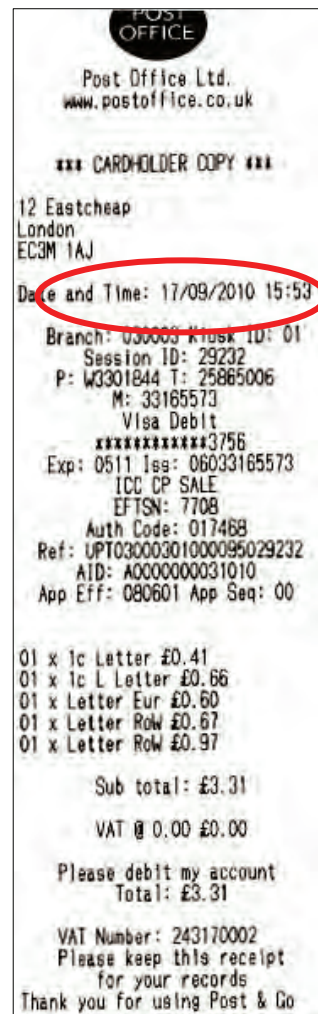 POST
OFFICE
Post Office Ltd.
www.postoffice.co.uk
*** CARDHOLDER COPY ***
12 Eastcheap
London
EC3M 1AJ
Date and Time: 17/09/2010 15:53
Branch: 030003 Kiosk ID: 01
Session ID: 29232
P: W3301844 T: 25865006
M: 33165573
Visa Debit
************3756
Exp: 0511 Iss: 06033165573
ICC CP SALE
EFTSN: 7708
Auth Code: 017468
Ref: UPT03000301000095029232
AID: A0000000031010
App Eff: 080601 App Seq: 00
01 x 1c Letter £0.41
01 x 1c L Letter £0.66
01 x Letter Eur £0.60
01 x Letter RoW £0.67
01 x Letter RoW £0.97
Sub total: £3.31
VAT @ 0.00 £0.00
Please debit my account
Total: £3.31
VAT Number: 243170002
Please keep this receipt
for your records
Thank you for using Post & Go